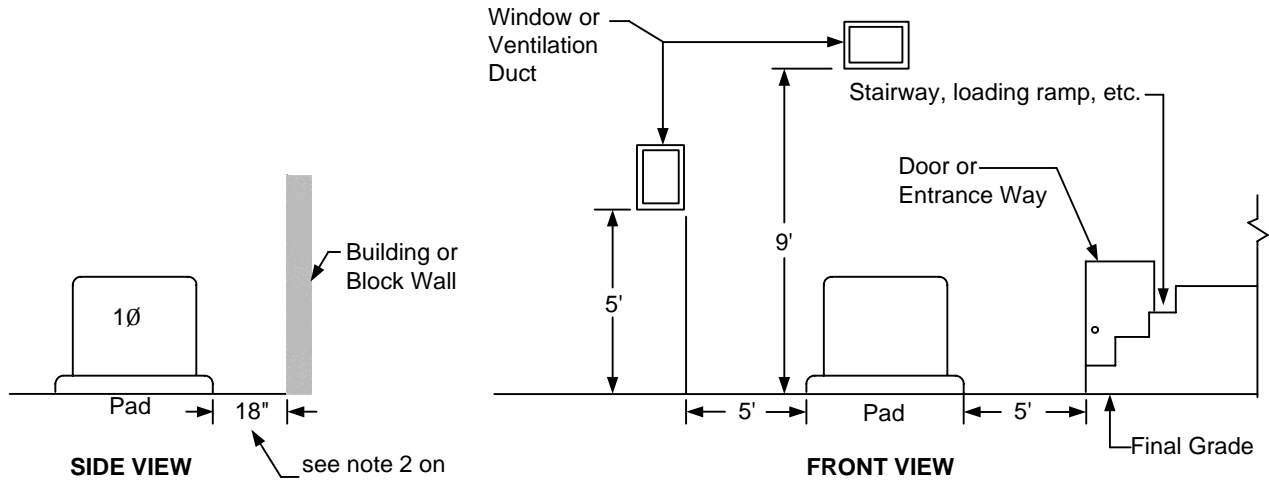 Window or
Ventilation
Duct
Stairway, loading ramp, etc.
Door or
Entrance Way
9'
5'
Building or
Block Wall
1Ø
Pad
18"
5'
Pad
5'
Final Grade
see note 2 on
SIDE VIEW
FRONT VIEW